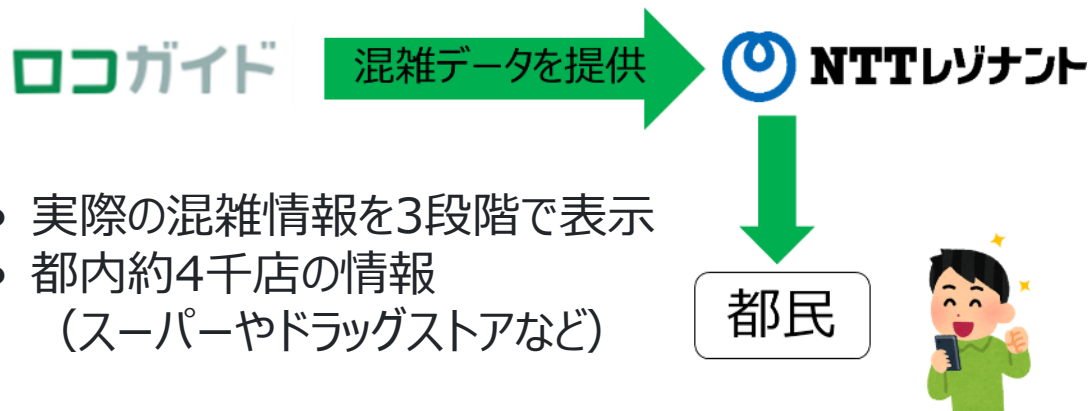 ロコガイド
混雑データを提供
NTTレゾナント
• 実際の混雑情報を3段階で表示
• 都内約4千店の情報
（スーパーやドラッグストアなど）
都民